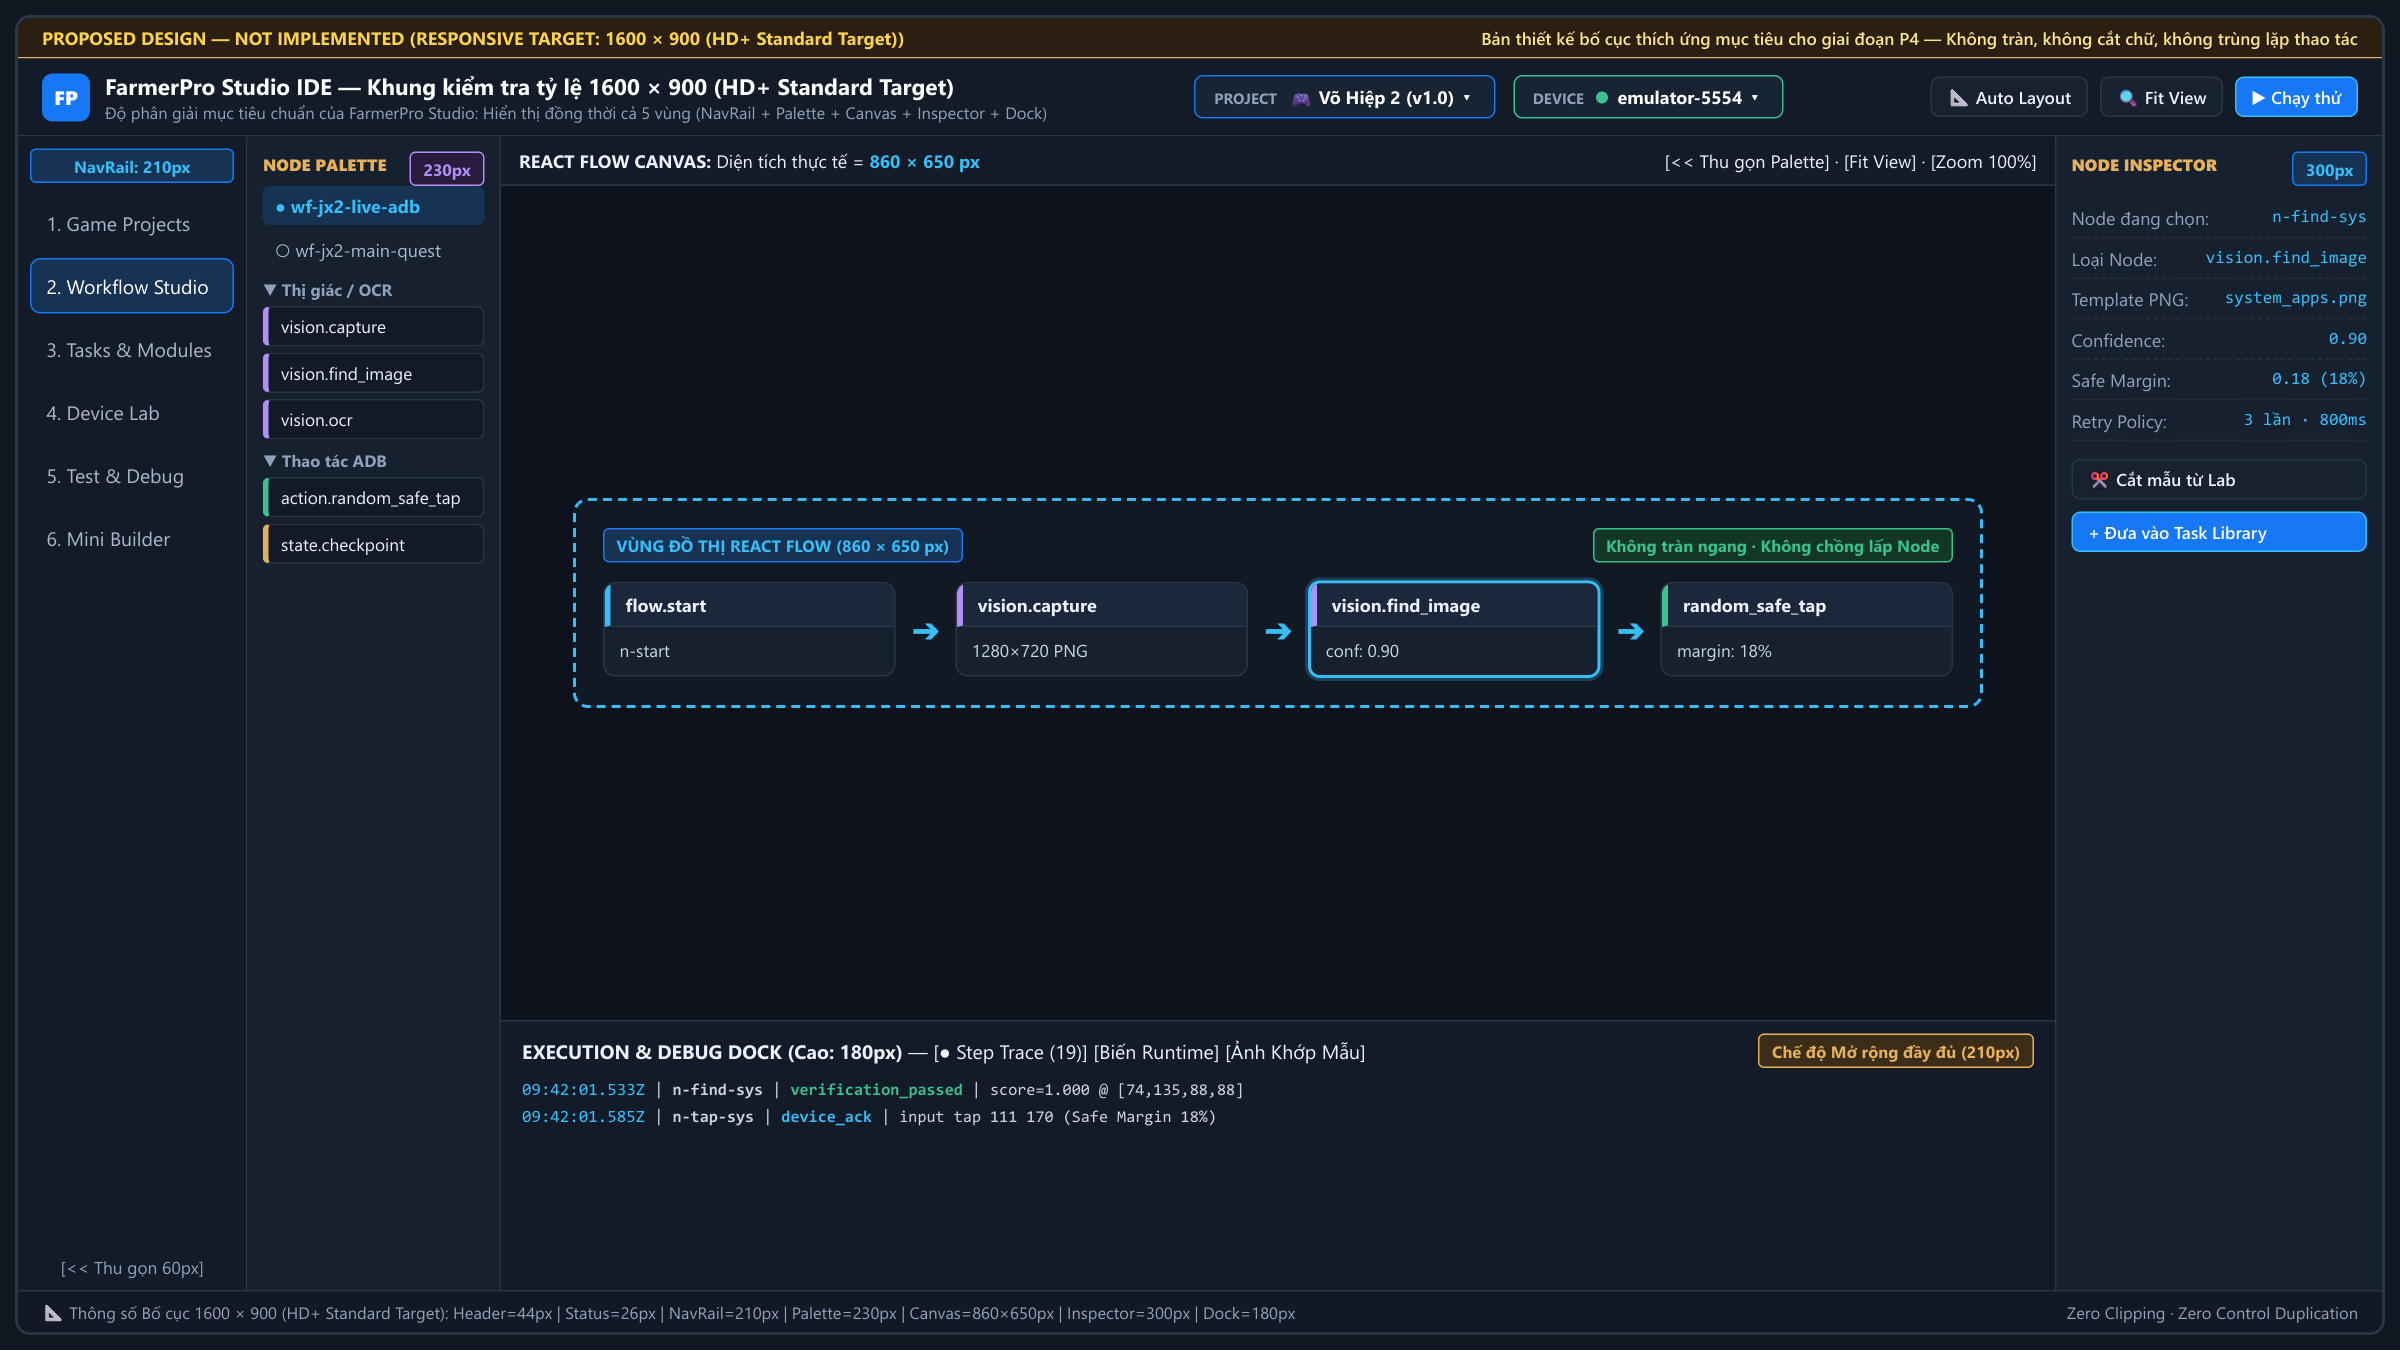 PROPOSED DESIGN — NOT IMPLEMENTED (RESPONSIVE TARGET: 1600 × 900 (HD+ Standard Target))
Bản thiết kế bố cục thích ứng mục tiêu cho giai đoạn P4 — Không tràn, không cắt chữ, không trùng lặp thao tác
FP
FarmerPro Studio IDE — Khung kiểm tra tỷ lệ 1600 × 900 (HD+ Standard Target)
Độ phân giải mục tiêu chuẩn của FarmerPro Studio: Hiển thị đồng thời cả 5 vùng (NavRail + Palette + Canvas + Inspector + Dock)
PROJECT 🎮 Võ Hiệp 2 (v1.0) ▾
DEVICE ● emulator-5554 ▾
📐 Auto Layout
🔍 Fit View
▶ Chạy thử
NavRail: 210px
1. Game Projects
2. Workflow Studio
3. Tasks & Modules
4. Device Lab
5. Test & Debug
6. Mini Builder
[<< Thu gọn 60px]
NODE PALETTE
230px
● wf-jx2-live-adb
○ wf-jx2-main-quest
▼ Thị giác / OCR
vision.capture
vision.find_image
vision.ocr
▼ Thao tác ADB
action.random_safe_tap
state.checkpoint
REACT FLOW CANVAS: Diện tích thực tế = 860 × 650 px
[<< Thu gọn Palette] · [Fit View] · [Zoom 100%]
VÙNG ĐỒ THỊ REACT FLOW (860 × 650 px)
Không tràn ngang · Không chồng lấp Node
flow.start
n-start
➔
vision.capture
1280×720 PNG
➔
vision.find_image
conf: 0.90
➔
random_safe_tap
margin: 18%
EXECUTION & DEBUG DOCK (Cao: 180px) — [● Step Trace (19)] [Biến Runtime] [Ảnh Khớp Mẫu]
Chế độ Mở rộng đầy đủ (210px)
09:42:01.533Z | n-find-sys | verification_passed | score=1.000 @ [74,135,88,88]
09:42:01.585Z | n-tap-sys | device_ack | input tap 111 170 (Safe Margin 18%)
NODE INSPECTOR
300px
Node đang chọn: n-find-sys
Loại Node: vision.find_image
Template PNG: system_apps.png
Confidence: 0.90
Safe Margin: 0.18 (18%)
Retry Policy: 3 lần · 800ms
✂️ Cắt mẫu từ Lab
+ Đưa vào Task Library
📐 Thông số Bố cục 1600 × 900 (HD+ Standard Target): Header=44px | Status=26px | NavRail=210px | Palette=230px | Canvas=860×650px | Inspector=300px | Dock=180px
Zero Clipping · Zero Control Duplication